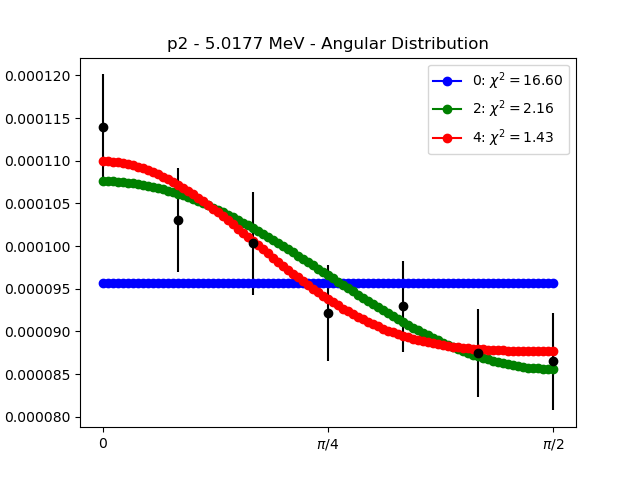 p2 - 5.0177 MeV - Angular Distribution
0.000120
0.000115
0.000110
0.000105
0.000100
0.000095
0.000090
0.000085
0.000080
0
π/4
π/2
0: χ² = 16.60
2: χ² = 2.16
4: χ² = 1.43